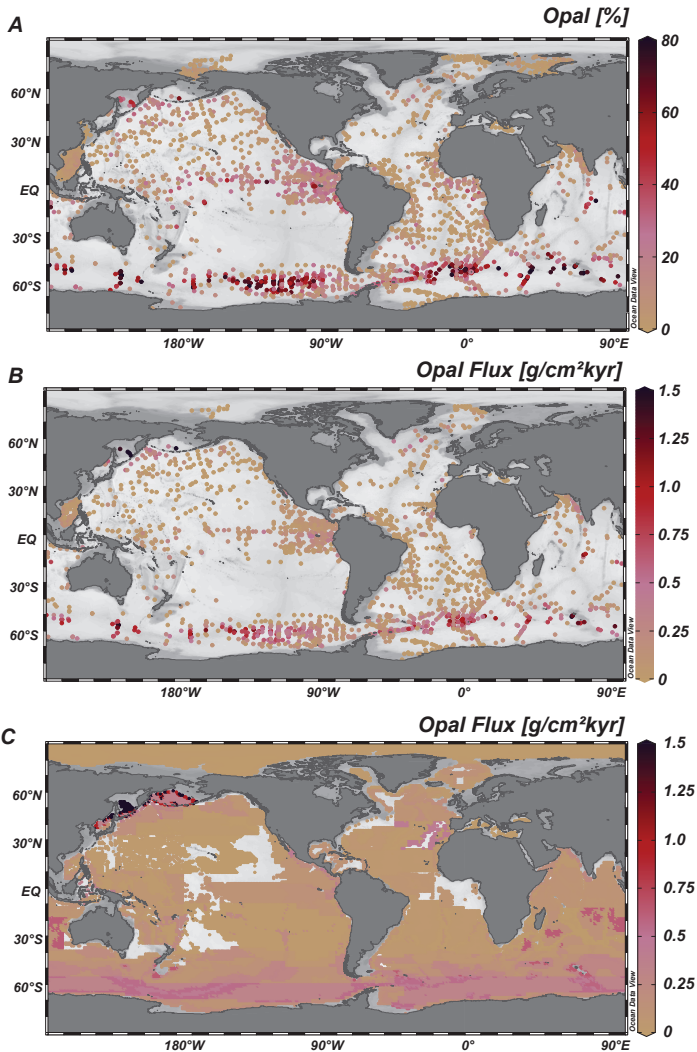 A
Opal [%]
60°N
30°N
EQ
30°S
60°S
180°W
90°W
0°
90°E
80
60
40
20
0
Ocean Data View
B
Opal Flux [g/cm²kyr]
60°N
30°N
EQ
30°S
60°S
180°W
90°W
0°
90°E
1.5
1.25
1.0
0.75
0.5
0.25
0
Ocean Data View
C
Opal Flux [g/cm²kyr]
60°N
30°N
EQ
30°S
60°S
180°W
90°W
0°
90°E
1.5
1.25
1.0
0.75
0.5
0.25
0
Ocean Data View